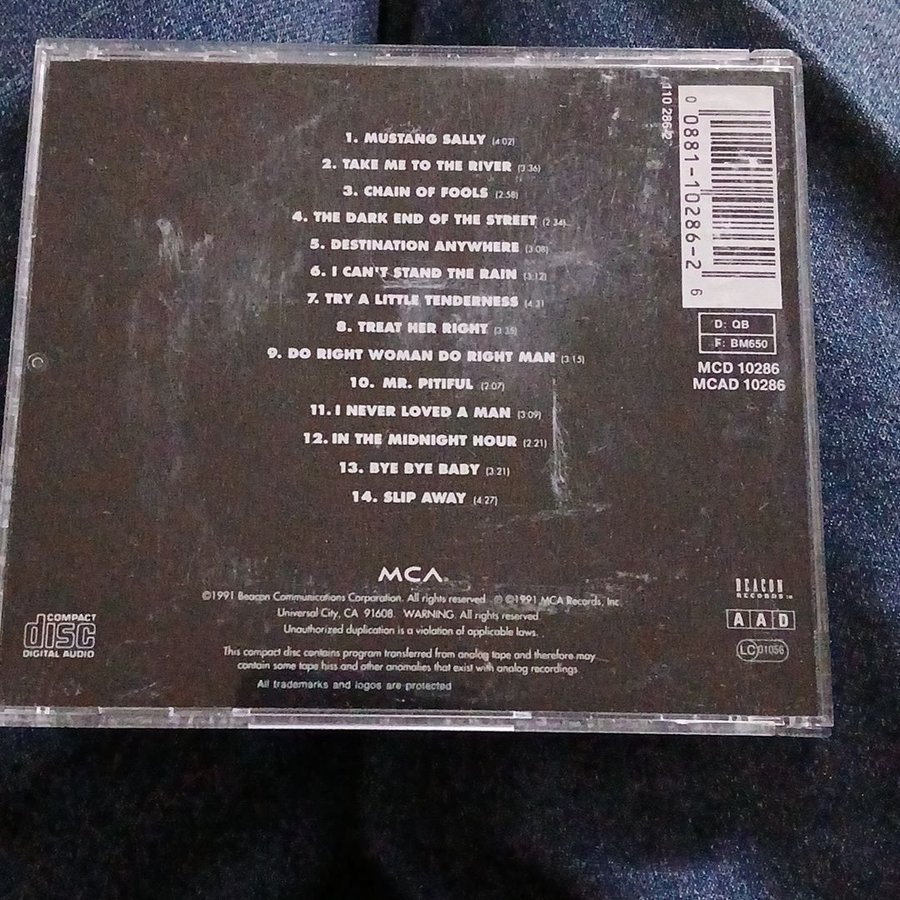 1. MUSTANG SALLY (4:02)
2. TAKE ME TO THE RIVER (3:36)
3. CHAIN OF FOOLS (2:58)
4. THE DARK END OF THE STREET (2:34)
5. DESTINATION ANYWHERE (3:08)
6. I CAN'T STAND THE RAIN (3:12)
7. TRY A LITTLE TENDERNESS (4:31)
8. TREAT HER RIGHT (3:35)
9. DO RIGHT WOMAN DO RIGHT MAN (3:15)
10. MR. PITIFUL (2:07)
11. I NEVER LOVED A MAN (3:09)
12. IN THE MIDNIGHT HOUR (2:21)
13. BYE BYE BABY (3:21)
14. SLIP AWAY (4:27)
110 286-2
0 0881-10286-2 6
D: QB
F: BM650
MCD 10286
MCAD 10286
MCA
©1991 Beacon Communications Corporation. All rights reserved. ℗ ©1991 MCA Records, Inc.
Universal City, CA 91608. WARNING. All rights reserved.
Unauthorized duplication is a violation of applicable laws.
This compact disc contains program transferred from analog tape and therefore may
contain some tape hiss and other anomalies that exist with analog recordings.
All trademarks and logos are protected
COMPACT
disc
DIGITAL AUDIO
BEACON
RECORDS
AAD
LC 01056